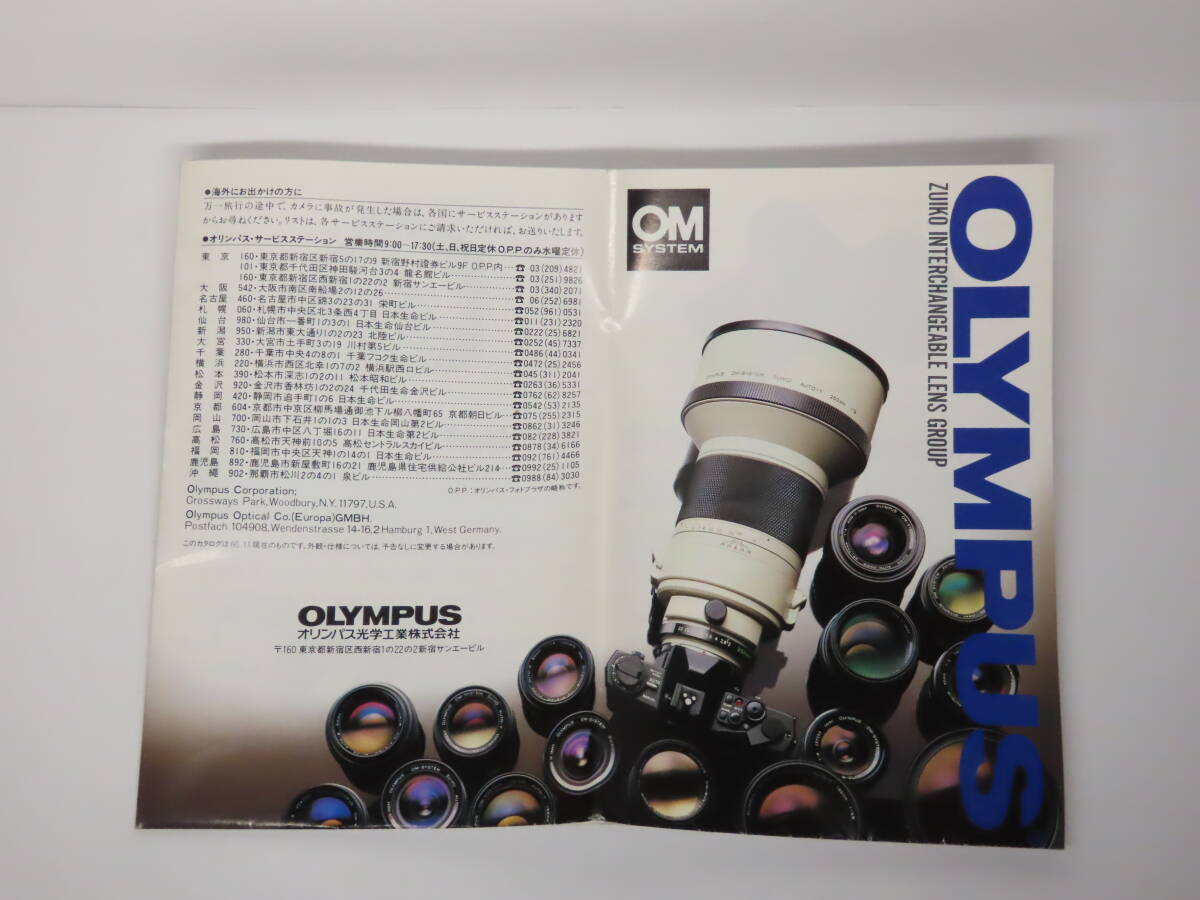 ●海外にお出かけの方に
万一旅行の途中で、カメラに事故が発生した場合は、各国にサービスステーションがあります
からお尋ねください。リストは、各サービスステーションにご請求いただければ、お送りいたします。
●オリンパス・サービスステーション 営業時間9:00〜17:30(土、日、祝日定休O.P.P.のみ水曜定休)
東京 160・東京都新宿区新宿5の17の9 新宿野村證券ビル9F O.P.P.内…☎03(209)4821
101・東京都千代田区神田駿河台3の4 龍名館ビル…☎03(251)9826
160・東京都新宿区西新宿1の22の2 新宿サンエービル…☎03(340)2071
大阪 542・大阪市南区南船場2の12の26…☎06(252)6981
名古屋 460・名古屋市中区錦3の23の31 栄町ビル…☎052(961)0531
札幌 060・札幌市中央区北3条西4丁目 日本生命ビル…☎011(231)2320
仙台 980・仙台市一番町1の3の1 日本生命仙台ビル…☎0222(25)6821
新潟 950・新潟市東大通り1の2の23 北陸ビル…☎0252(45)7337
大宮 330・大宮市土手町3の19 川村第5ビル…☎0486(44)0341
千葉 280・千葉市中央4の8の1 千葉フコク生命ビル…☎0472(25)2456
横浜 220・横浜市西区北幸1の7の2 横浜駅西口ビル…☎045(311)2041
松本 390・松本市深志1の2の11 松本昭和ビル…☎0263(36)5331
金沢 920・金沢市香林坊1の2の24 千代田生命金沢ビル…☎0762(62)8257
静岡 420・静岡市追手町1の6 日本生命ビル…☎0542(53)2135
京都 604・京都市中京区柳馬場通御池下ル柳八幡町65 京都朝日ビル…☎075(255)2315
岡山 700・岡山市下石井1の1の3 日本生命岡山第2ビル…☎0862(31)3246
広島 730・広島市中区八丁堀16の11 日本生命第2ビル…☎082(228)3821
高松 760・高松市天神前10の5 高松セントラルスカイビル…☎0878(34)6166
福岡 810・福岡市中央区天神1の14の1 日本生命ビル…☎092(761)4466
鹿児島 892・鹿児島市新屋敷町16の21 鹿児島県住宅供給公社ビル214…☎0992(25)1105
沖縄 902・那覇市松川2の4の1 泉ビル…☎0988(84)3030
O.P.P.:オリンパス・フォトプラザの略称です。
Olympus Corporation;
Crossways Park, Woodbury, N.Y. 11797, U.S.A.
Olympus Optical Co. (Europa) GMBH.
Postfach 104908, Wendenstrasse 14-16, 2 Hamburg 1, West Germany.
このカタログは60.11現在のものです。外観・仕様については、予告なしに変更する場合があります。
OLYMPUS
オリンパス光学工業株式会社
〒160 東京都新宿区西新宿1の22の2新宿サンエービル
OM
SYSTEM
OLYMPUS
ZUIKO INTERCHANGEABLE LENS GROUP